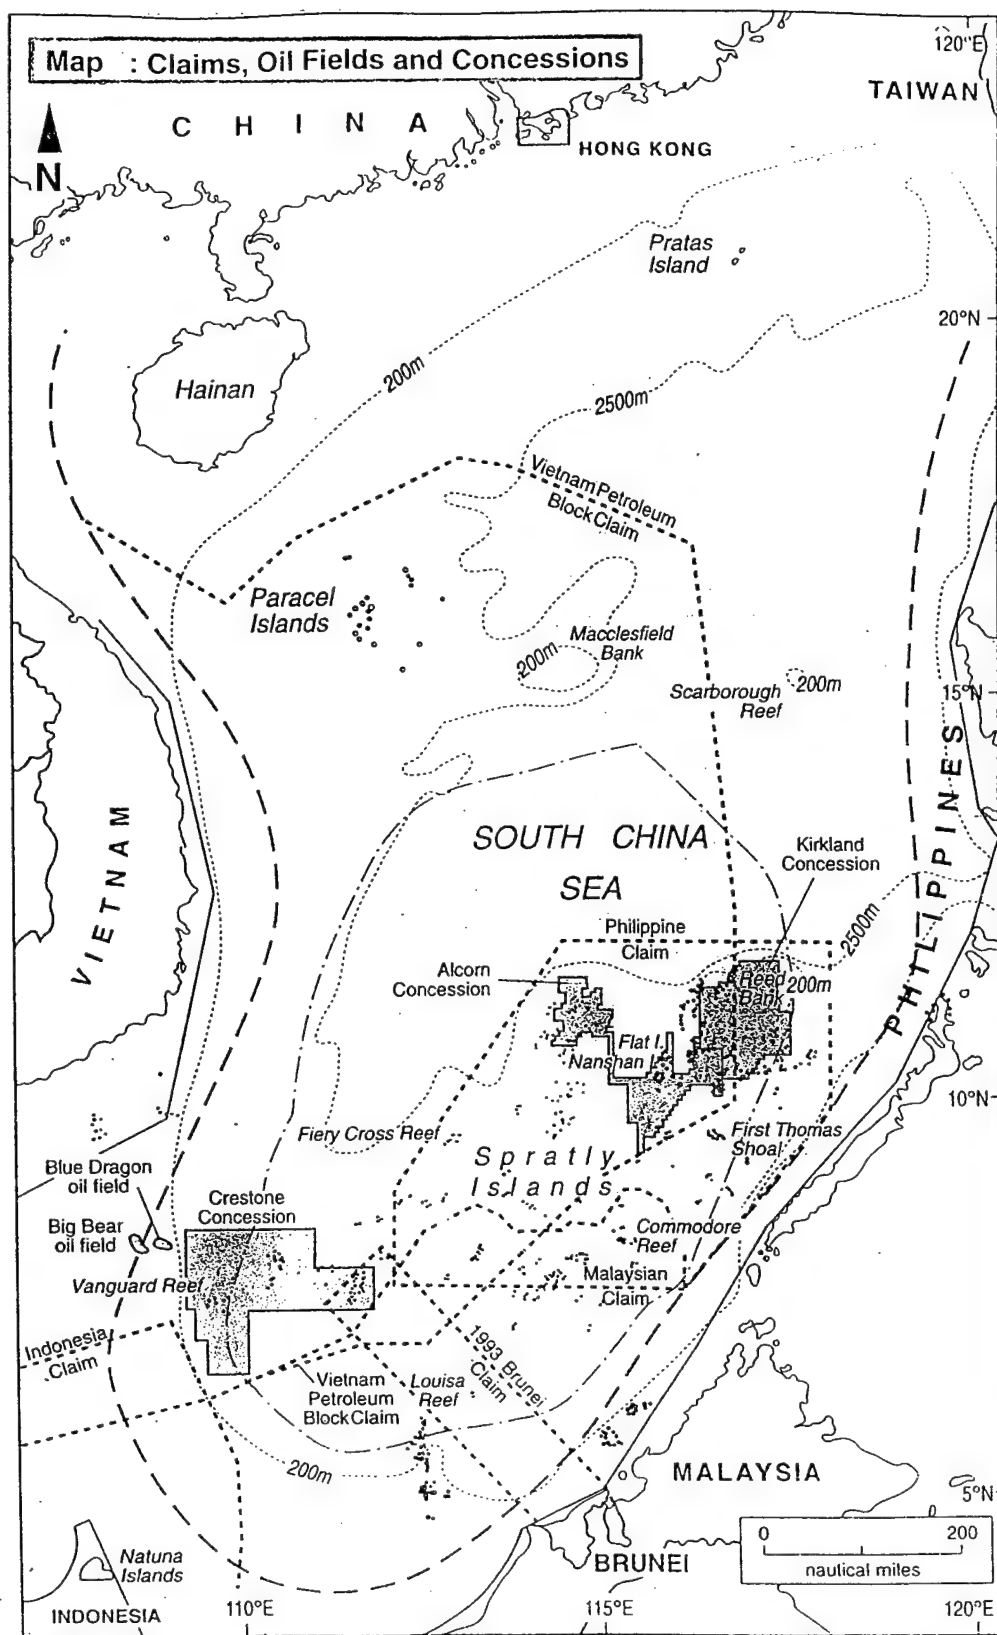 Map : Claims, Oil Fields and Concessions
120°E
TAIWAN
CHINA
HONG KONG
N
Pratas
Island
20°N
200m
Hainan
2500m
Vietnam Petroleum
Block Claim
Paracel
Islands
Macclesfield
Bank
200m
200m
Scarborough
Reef
15°N
SOUTH CHINA
SEA
VIETNAM
PHILIPPINES
Kirkland
Concession
2500m
Philippine
Claim
Alcorn
Concession
Reed
Bank
200m
Flat I.
Nanshan I.
10°N
Fiery Cross Reef
First Thomas
Shoal
Spratly
Islands
Blue Dragon
oil field
Crestone
Concession
Big Bear
oil field
Commodore
Reef
Vanguard Reef
Malaysian
Claim
Indonesia
Claim
1993 Brunei
Claim
Vietnam
Petroleum
Block Claim
Louisa
Reef
200m
MALAYSIA
5°N
0 200
nautical miles
BRUNEI
Natuna
Islands
INDONESIA
110°E
115°E
120°E